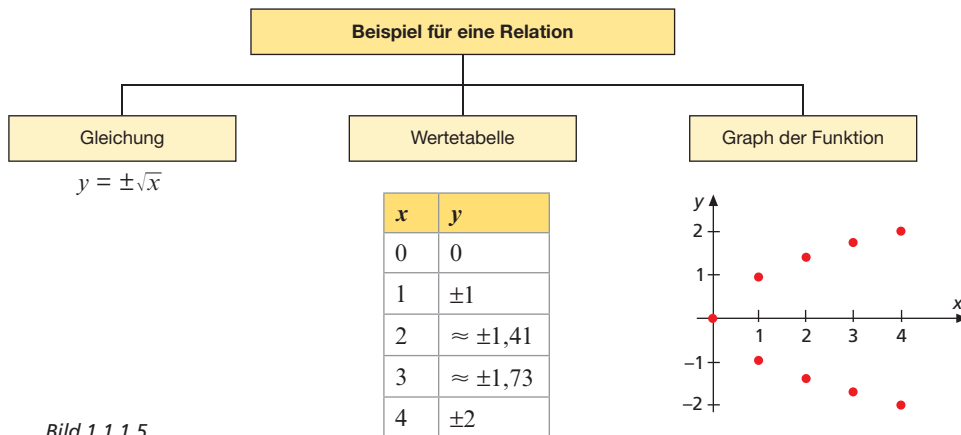 Beispiel für eine Relation
Gleichung
Wertetabelle
Graph der Funktion
y = ±√x
x y
0 0
1 ±1
2 ≈ ±1,41
3 ≈ ±1,73
4 ±2
y
2
1
x
1 2 3 4
−1
−2
Bild 1.1.1.5